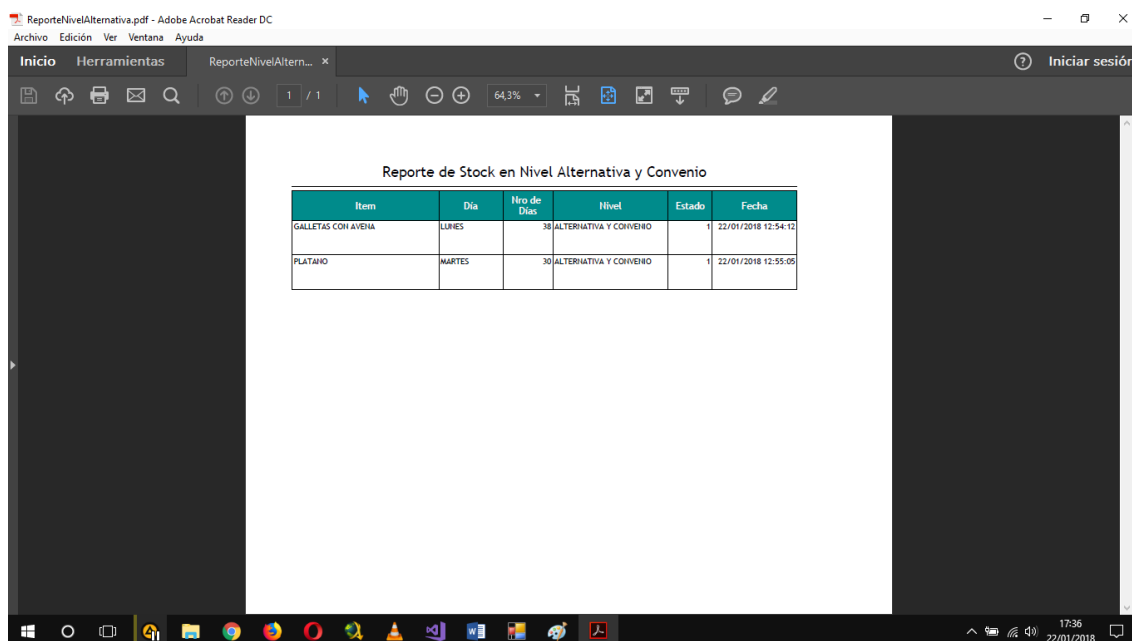 ReporteNivelAlternativa.pdf - Adobe Acrobat Reader DC
Archivo Edición Ver Ventana Ayuda
Inicio Herramientas ReporteNivelAltern... × ? Iniciar sesión
1 / 1 64,3%
Reporte de Stock en Nivel Alternativa y Convenio
Item Día Nro de Días Nivel Estado Fecha
GALLETAS CON AVENA LUNES 38 ALTERNATIVA Y CONVENIO 1 22/01/2018 12:54:12
PLATANO MARTES 30 ALTERNATIVA Y CONVENIO 1 22/01/2018 12:55:05
17:36
22/01/2018